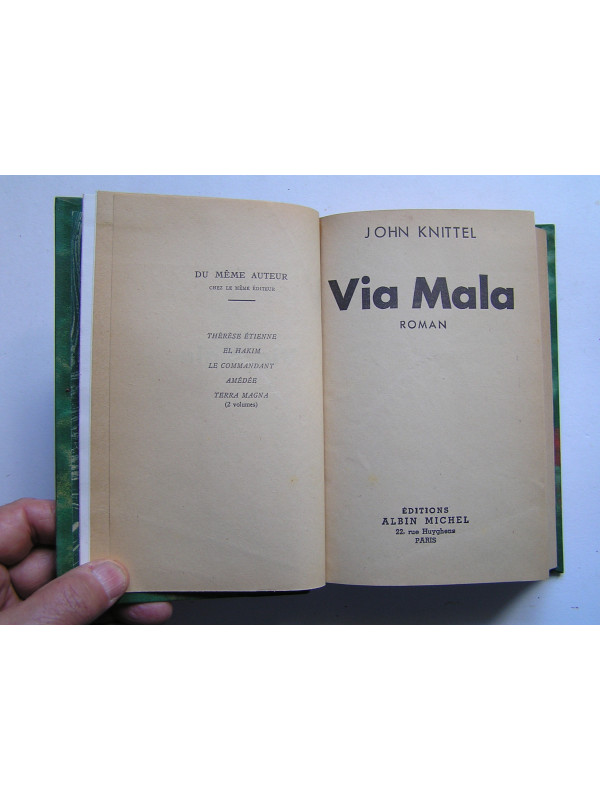 DU MÊME AUTEUR
CHEZ LE MÊME ÉDITEUR
THÉRÈSE ÉTIENNE
EL HAKIM
LE COMMANDANT
AMÉDÉE
TERRA MAGNA
(2 volumes)
JOHN KNITTEL
Via Mala
ROMAN
ÉDITIONS
ALBIN MICHEL
22, rue Huyghens
PARIS